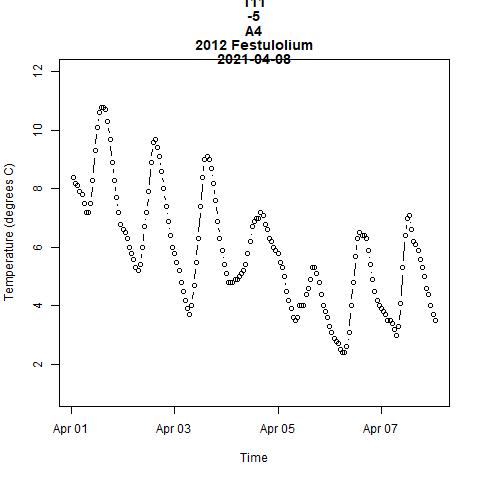 T11
-5
A4
2012 Festulolium
2021-04-08
12
10
8
6
4
2
Temperature (degrees C)
Apr 01 Apr 03 Apr 05 Apr 07
Time